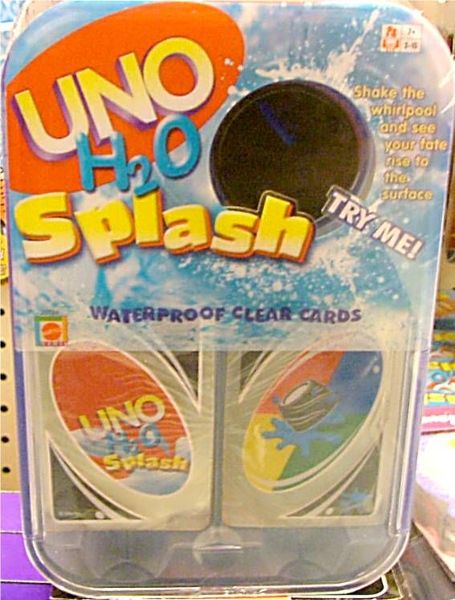 UNO
H2O
Splash
Shake the
whirlpool
and see
your fate
rise to
the
surface
TRY ME!
7+
WATERPROOF CLEAR CARDS
UNO
H2O
Splash